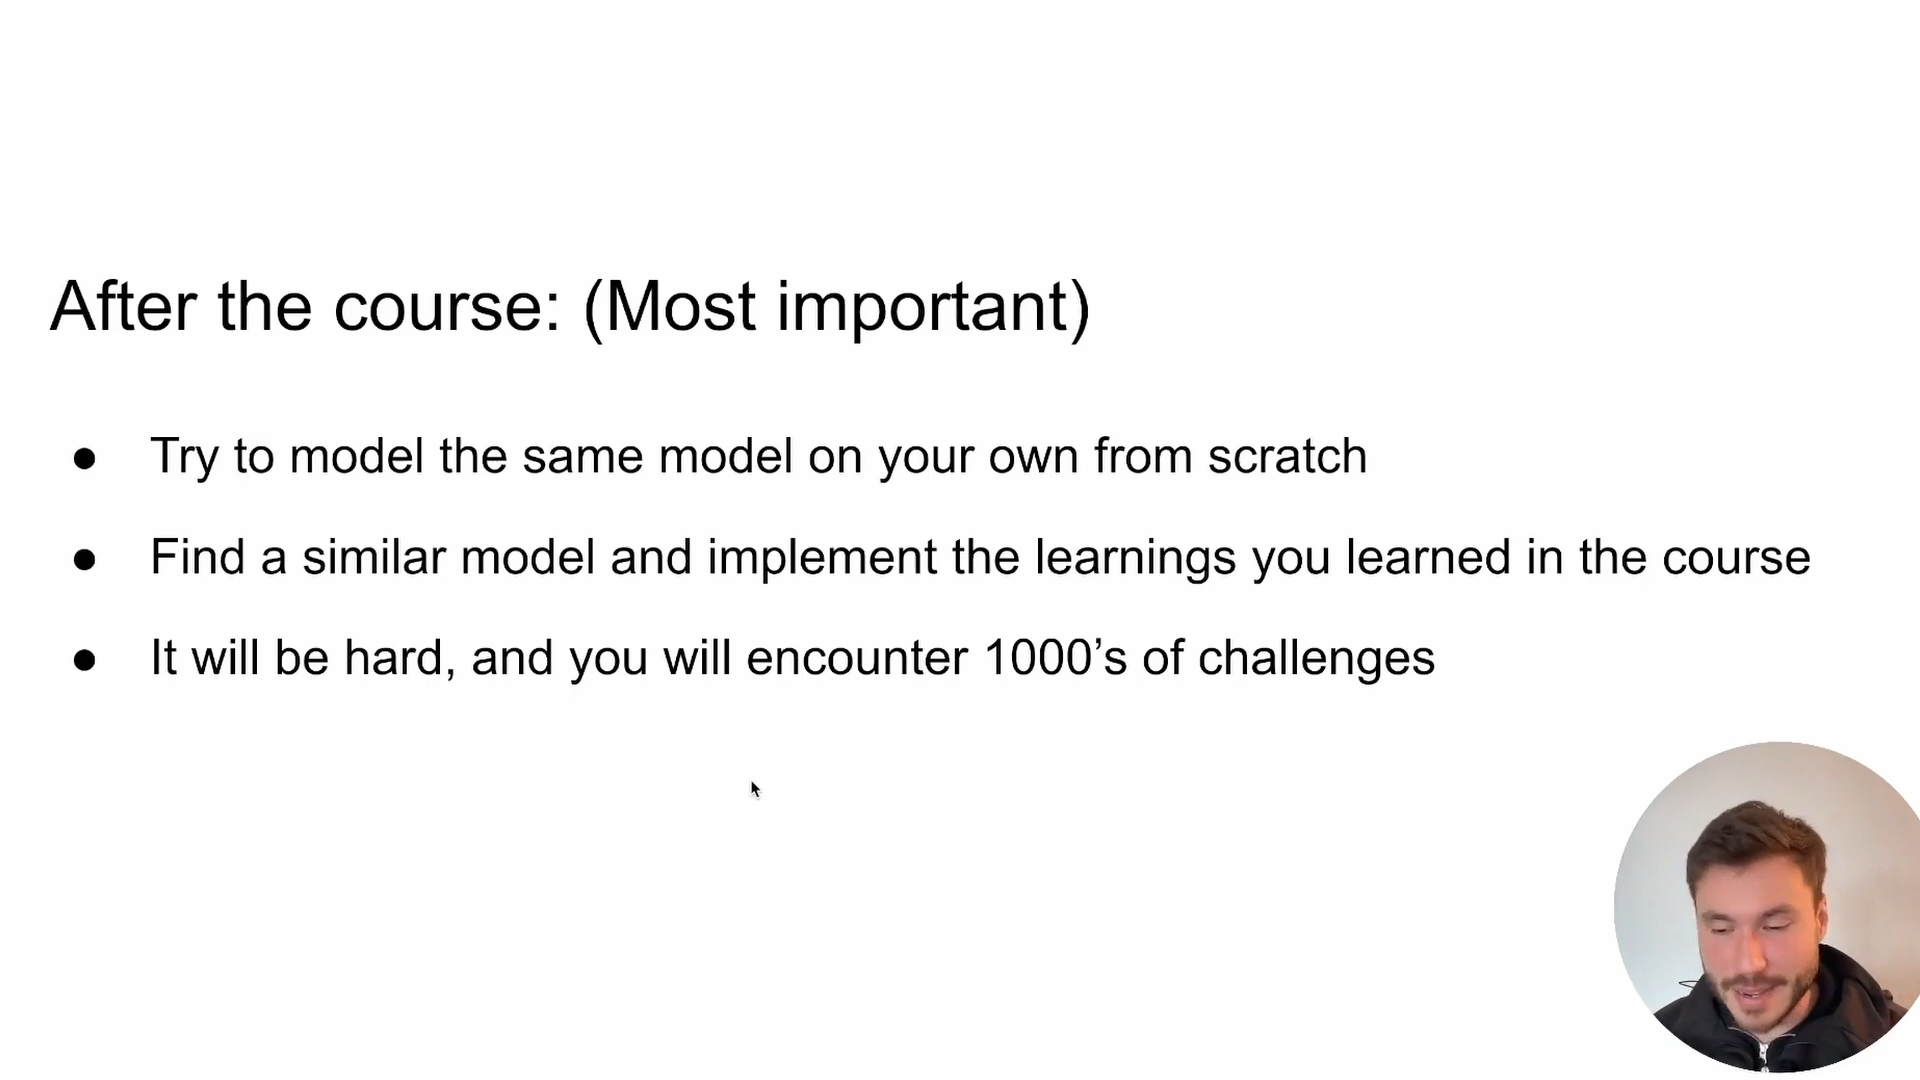 After the course: (Most important)
● Try to model the same model on your own from scratch
● Find a similar model and implement the learnings you learned in the course
● It will be hard, and you will encounter 1000’s of challenges